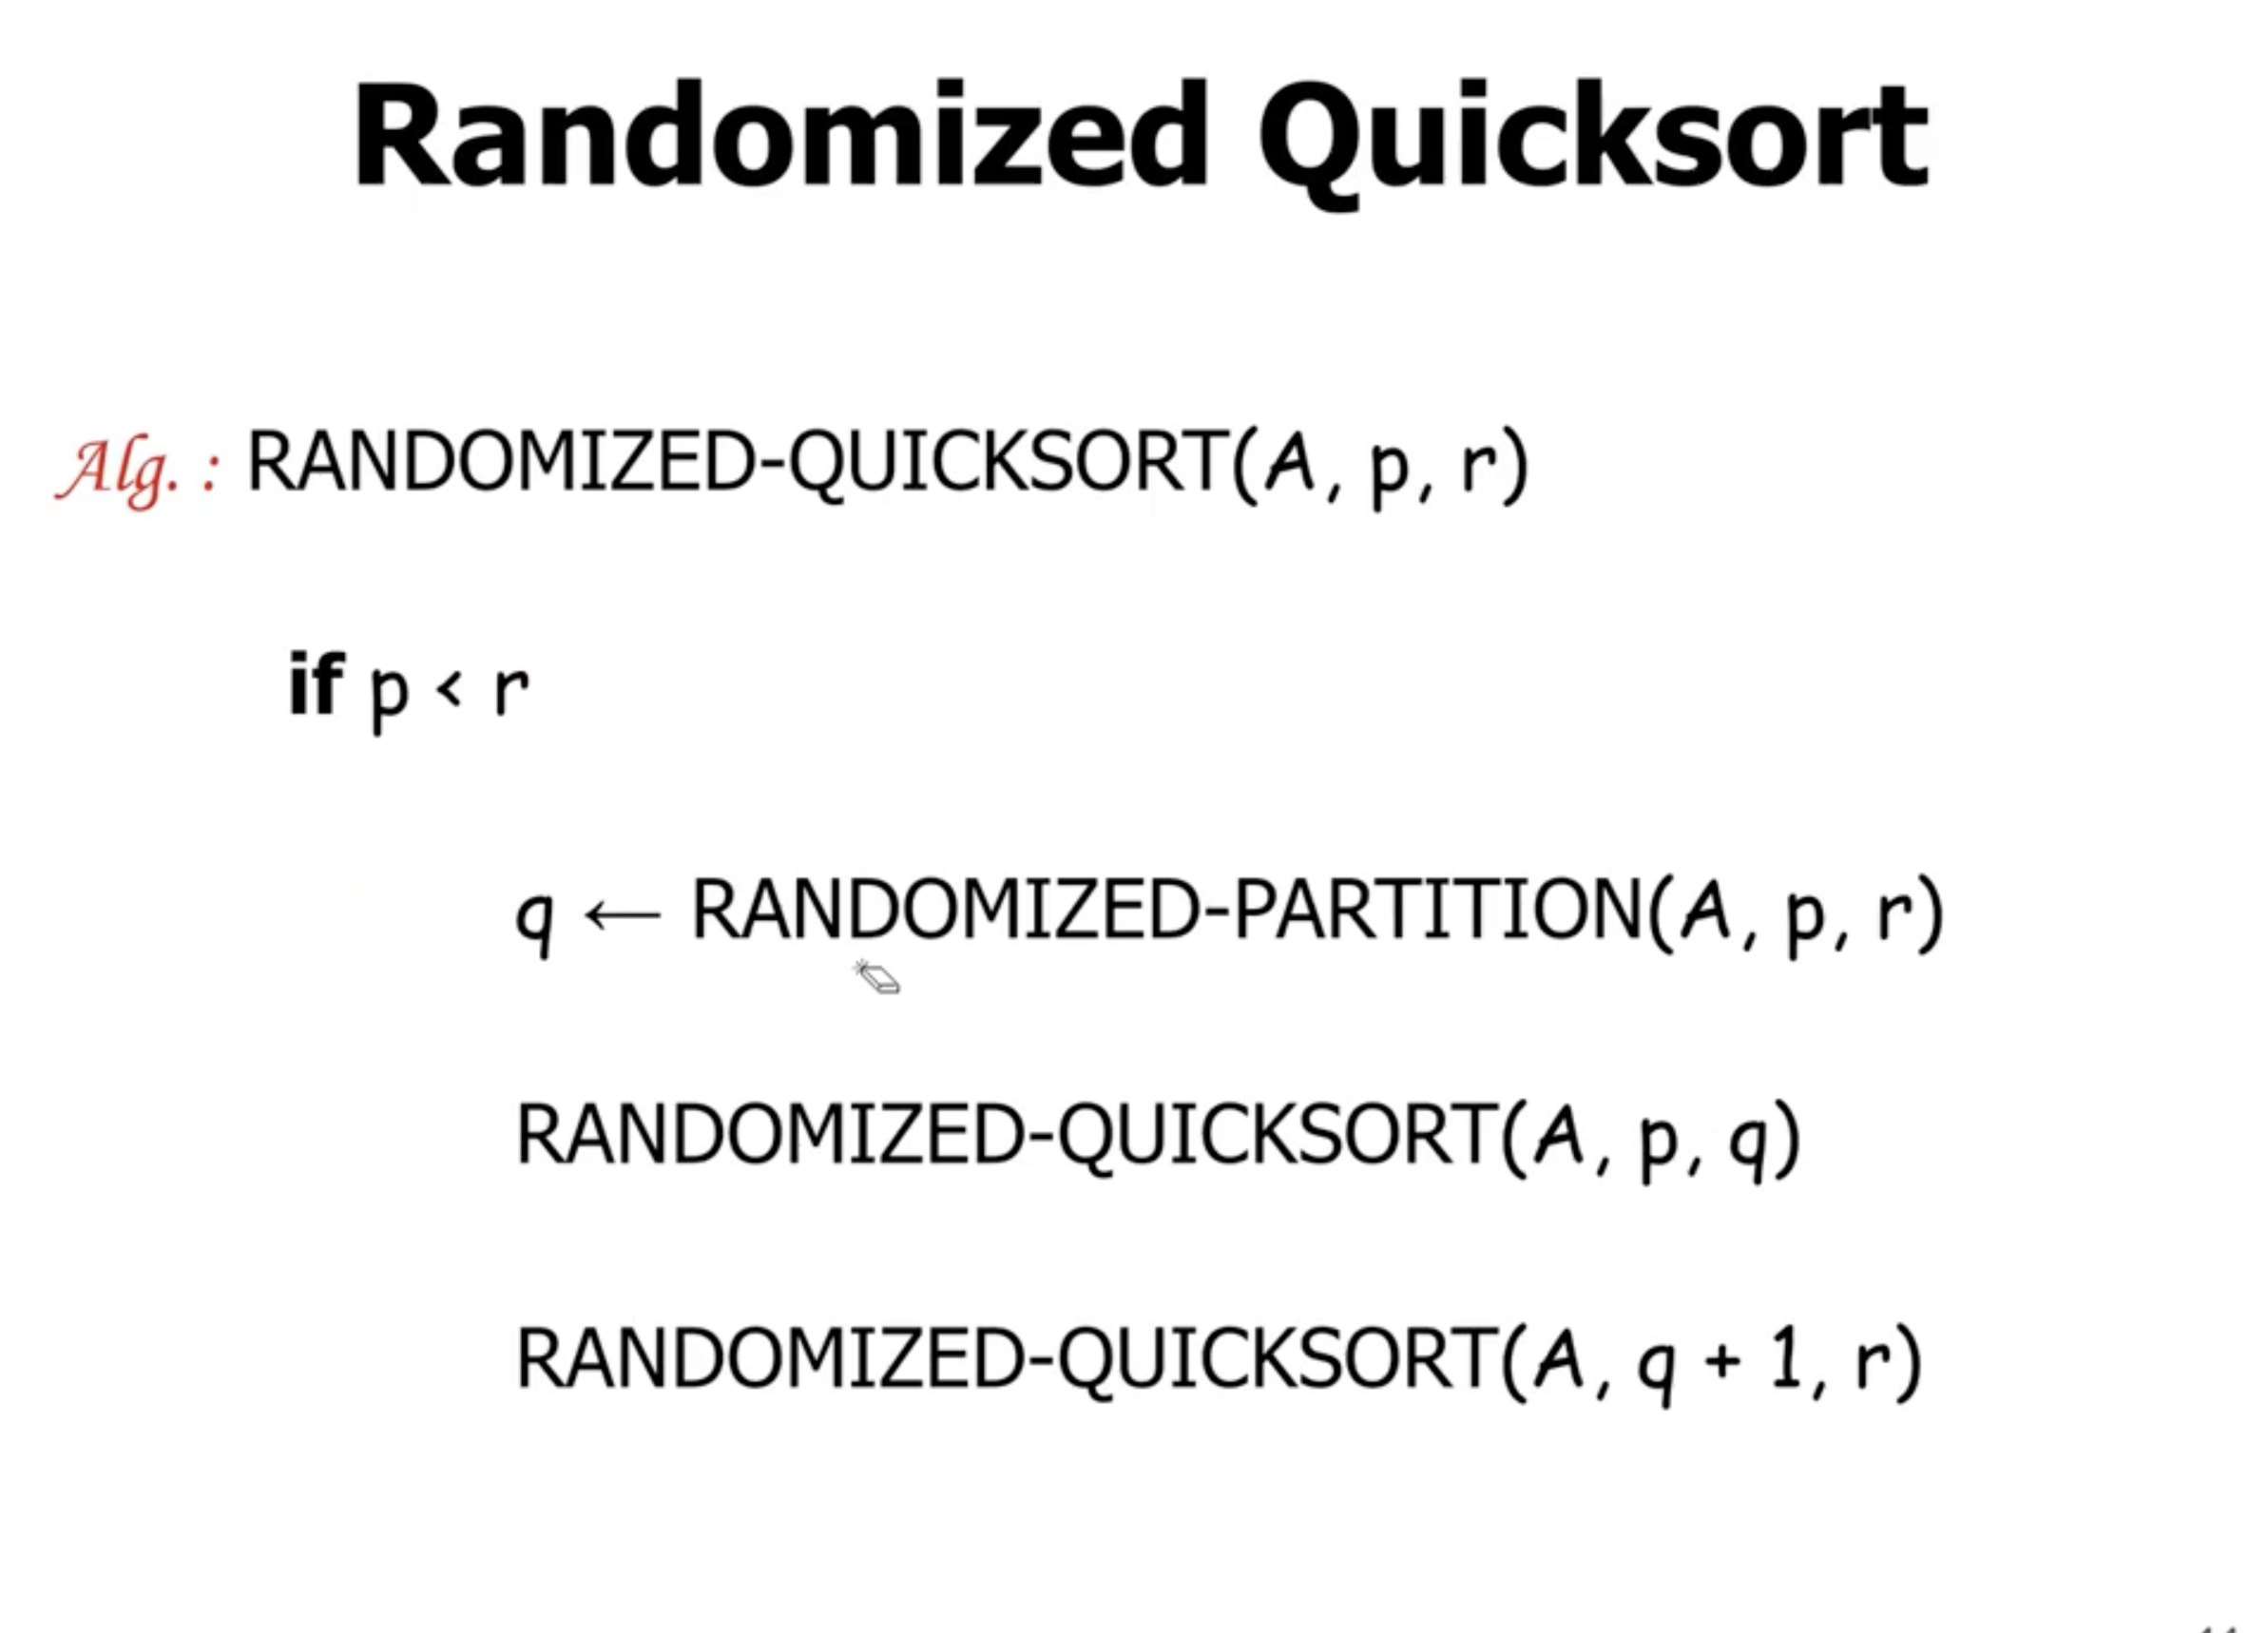 Randomized Quicksort
Alg. : RANDOMIZED-QUICKSORT(A, p, r)
if p < r
q ← RANDOMIZED-PARTITION(A, p, r)
RANDOMIZED-QUICKSORT(A, p, q)
RANDOMIZED-QUICKSORT(A, q + 1, r)